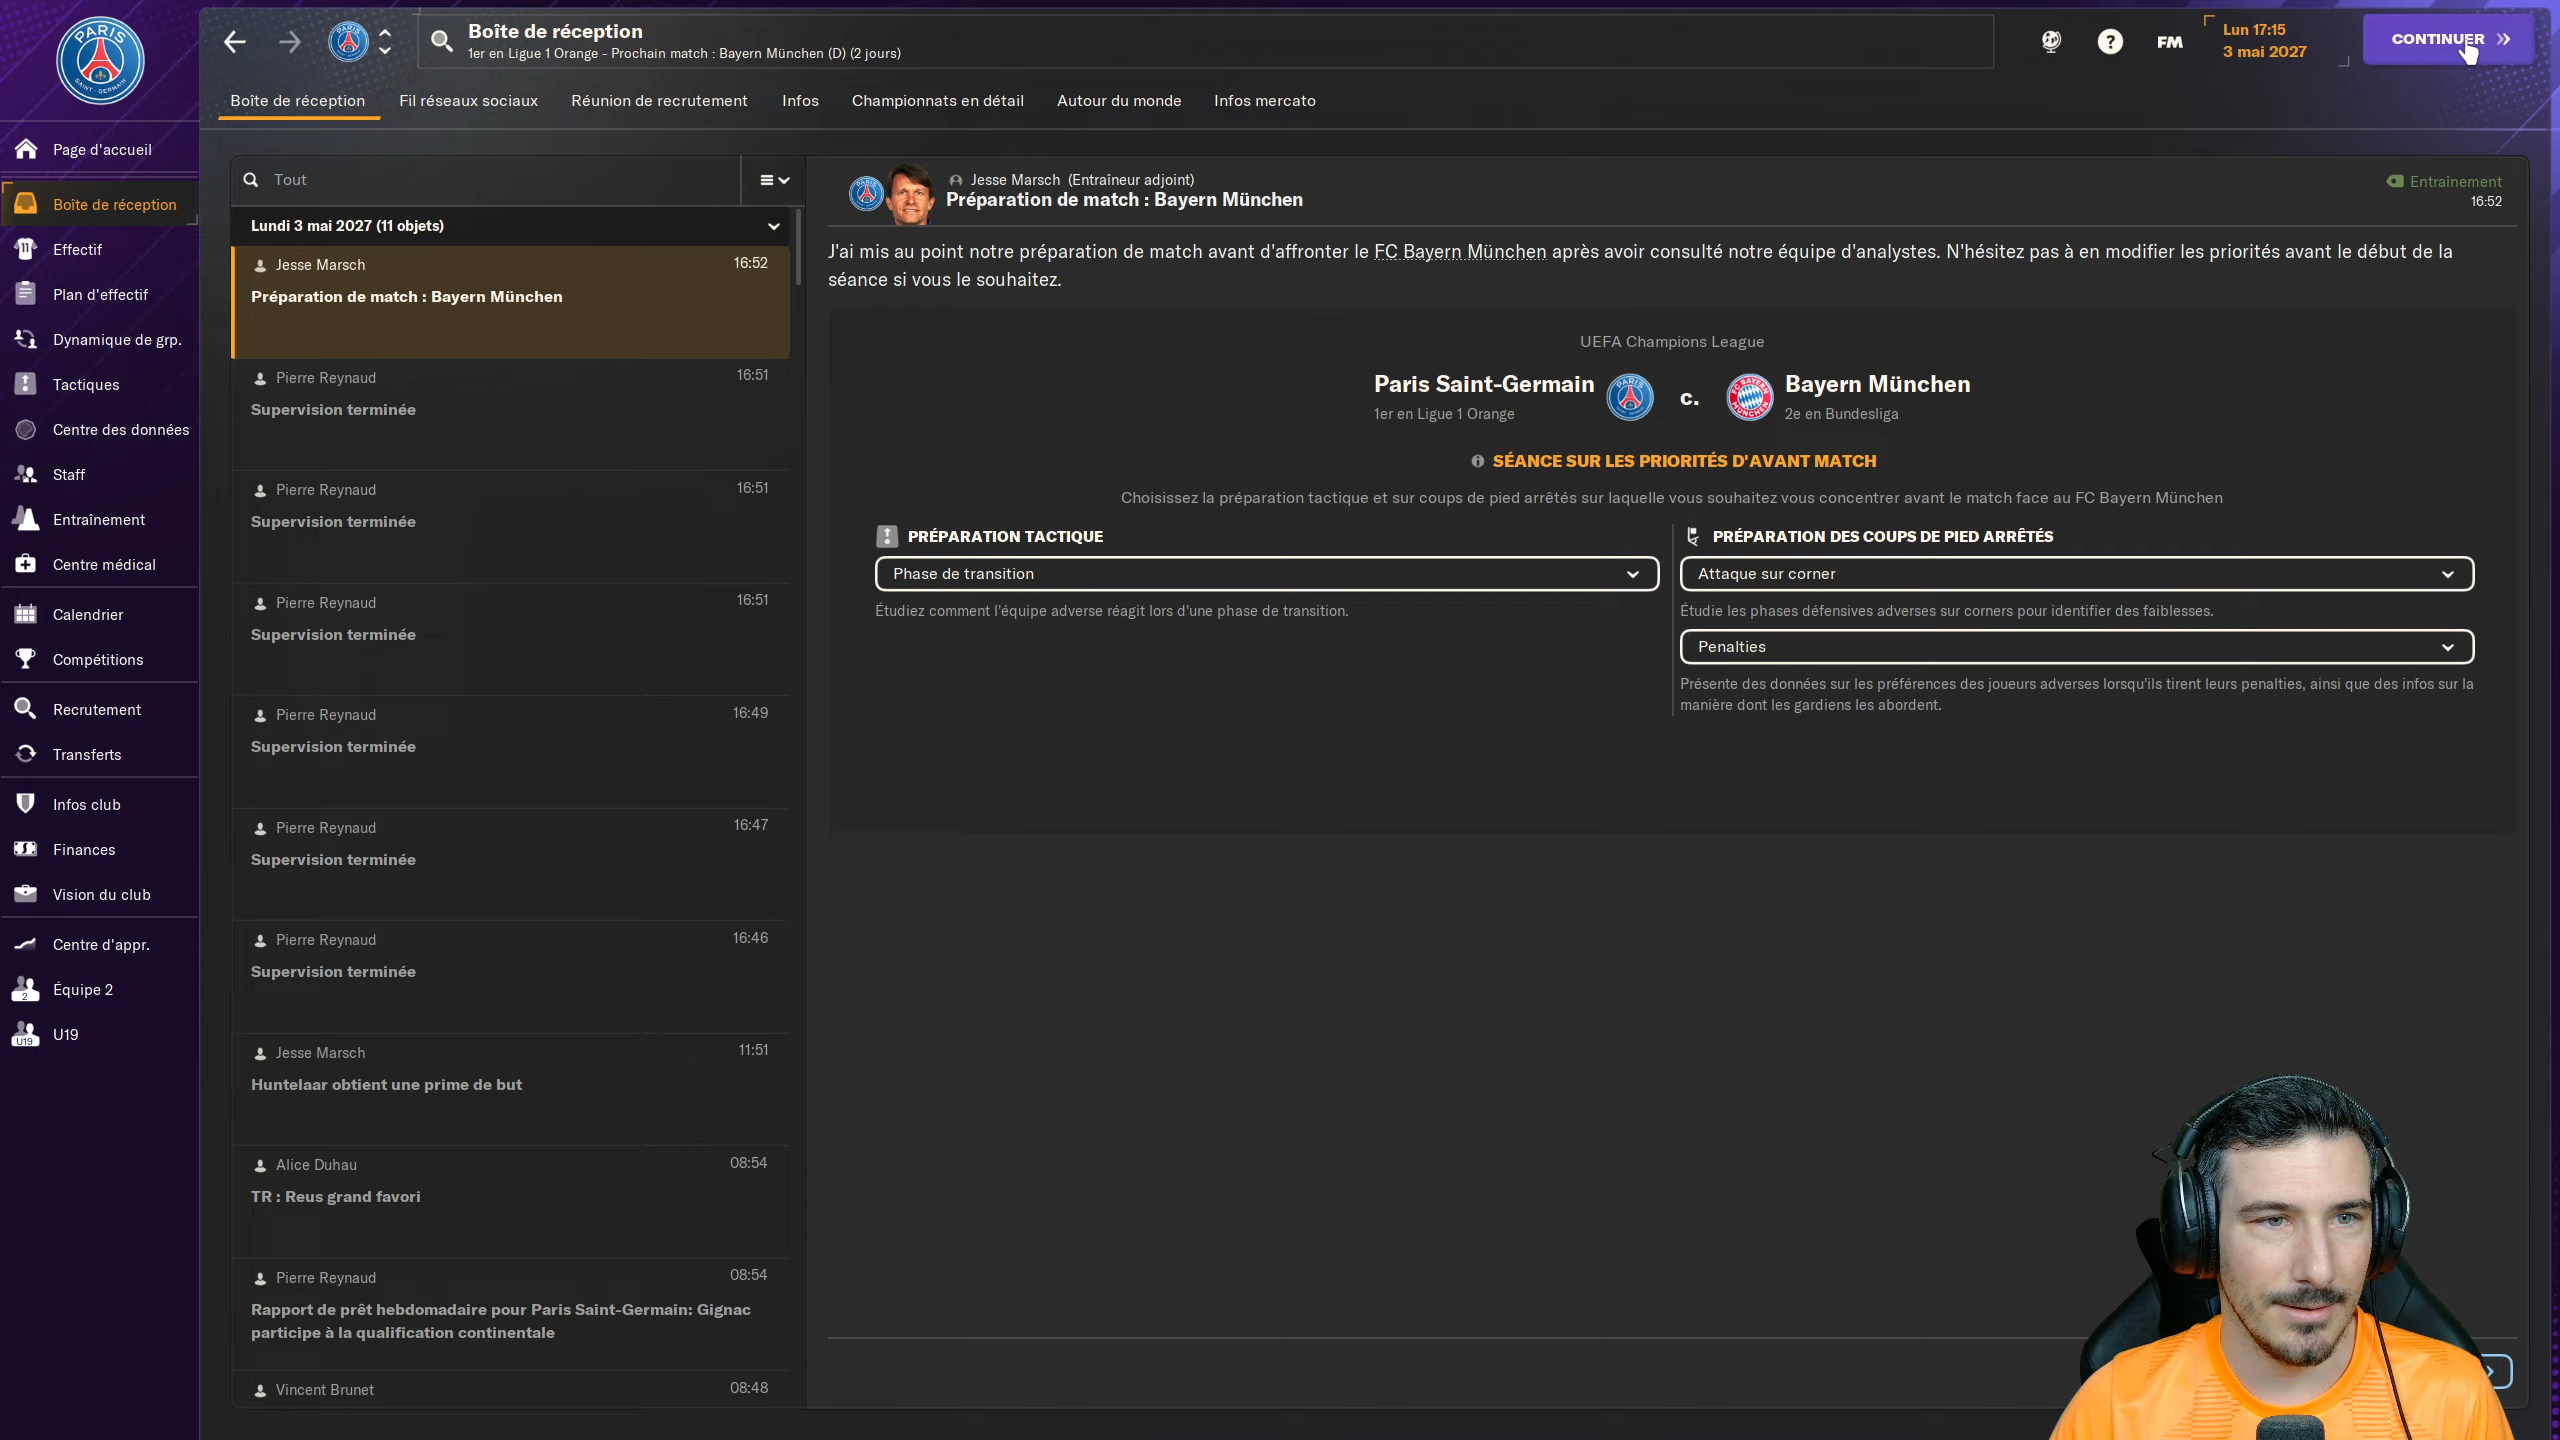 Boîte de réception
1er en Ligue 1 Orange - Prochain match : Bayern München (D) (2 jours)
FM
Lun 17:15
3 mai 2027
CONTINUER
Boîte de réception
Fil réseaux sociaux
Réunion de recrutement
Infos
Championnats en détail
Autour du monde
Infos mercato
PARIS
SAINT-GERMAIN
Page d'accueil
Boîte de réception
Effectif
Plan d'effectif
Dynamique de grp.
Tactiques
Centre des données
Staff
Entraînement
Centre médical
Calendrier
Compétitions
Recrutement
Transferts
Infos club
Finances
Vision du club
Centre d'appr.
2
Équipe 2
U19
U19
Tout
Lundi 3 mai 2027 (11 objets)
Jesse Marsch
16:52
Préparation de match : Bayern München
Pierre Reynaud
16:51
Supervision terminée
Pierre Reynaud
16:51
Supervision terminée
Pierre Reynaud
16:51
Supervision terminée
Pierre Reynaud
16:49
Supervision terminée
Pierre Reynaud
16:47
Supervision terminée
Pierre Reynaud
16:46
Supervision terminée
Jesse Marsch
11:51
Huntelaar obtient une prime de but
Alice Duhau
08:54
TR : Reus grand favori
Pierre Reynaud
08:54
Rapport de prêt hebdomadaire pour Paris Saint-Germain: Gignac
participe à la qualification continentale
Vincent Brunet
08:48
Jesse Marsch (Entraîneur adjoint)
Préparation de match : Bayern München
Entraînement
16:52
J'ai mis au point notre préparation de match avant d'affronter le FC Bayern München après avoir consulté notre équipe d'analystes. N'hésitez pas à en modifier les priorités avant le début de la
séance si vous le souhaitez.
UEFA Champions League
Paris Saint-Germain
1er en Ligue 1 Orange
c.
Bayern München
2e en Bundesliga
SÉANCE SUR LES PRIORITÉS D'AVANT MATCH
Choisissez la préparation tactique et sur coups de pied arrêtés sur laquelle vous souhaitez vous concentrer avant le match face au FC Bayern München
PRÉPARATION TACTIQUE
Phase de transition
Étudiez comment l'équipe adverse réagit lors d'une phase de transition.
PRÉPARATION DES COUPS DE PIED ARRÊTÉS
Attaque sur corner
Étudie les phases défensives adverses sur corners pour identifier des faiblesses.
Penalties
Présente des données sur les préférences des joueurs adverses lorsqu'ils tirent leurs penalties, ainsi que des infos sur la
manière dont les gardiens les abordent.